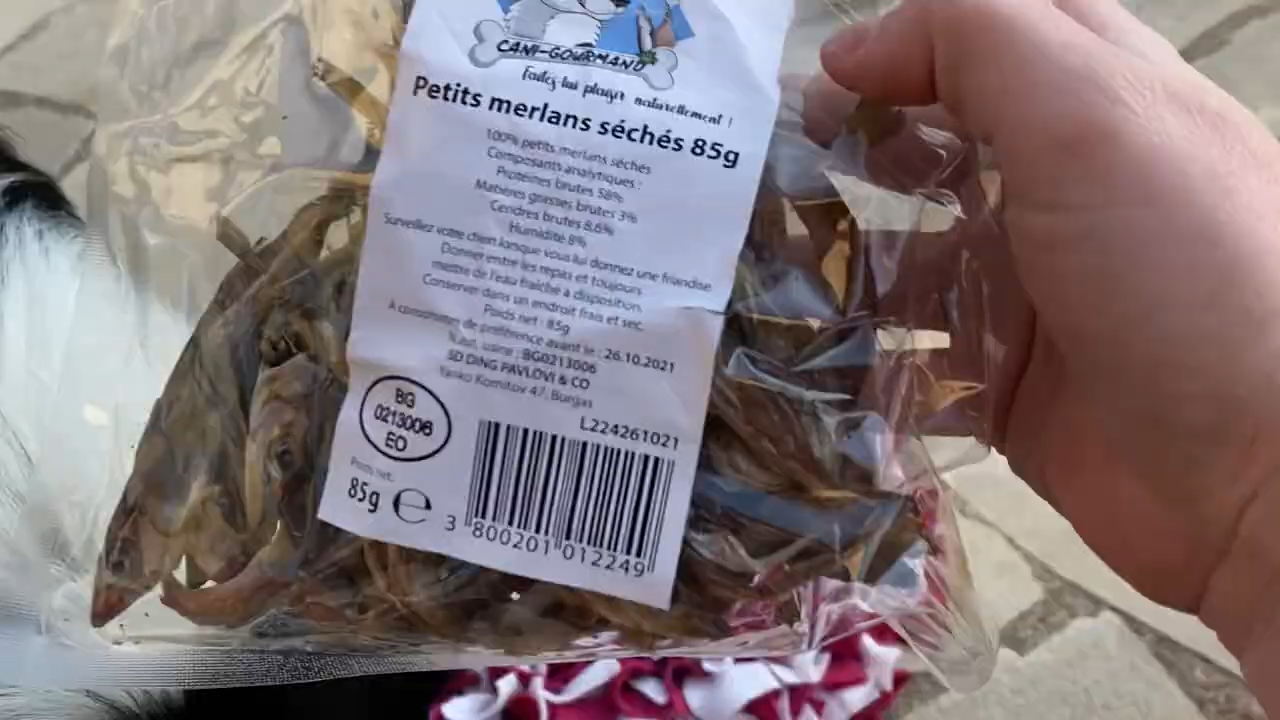 CANI-GOURMAND
Faites-lui plaisir naturellement !
Petits merlans séchés 85g
100% petits merlans séchés
Composants analytiques :
Protéines brutes 58%
Matières grasses brutes 3%
Cendres brutes 8,6%
Humidité 8%
Surveillez votre chien lorsque vous lui donnez une friandise.
Donner entre les repas et toujours
mettre de l'eau fraîche à disposition.
Conserver dans un endroit frais et sec.
Poids net : 85g
A consommer de préférence avant le : 26.10.2021
N.aut. usine : BG0213006
SD DING PAVLOVI & CO
Yanko Komitov 47, Burgas
L224261021
BG
0213006
EO
Poids net:
85g e
3 800201 012249